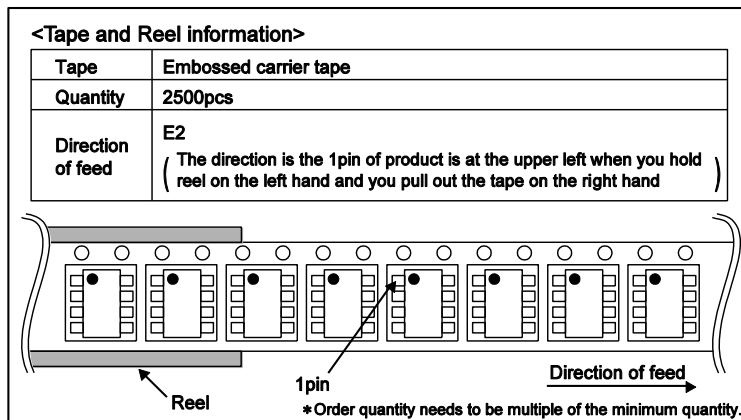 <Tape and Reel information>
Tape Embossed carrier tape
Quantity 2500pcs
Direction of feed E2
( The direction is the 1pin of product is at the upper left when you hold
reel on the left hand and you pull out the tape on the right hand )
Direction of feed
1pin
Reel
*Order quantity needs to be multiple of the minimum quantity.